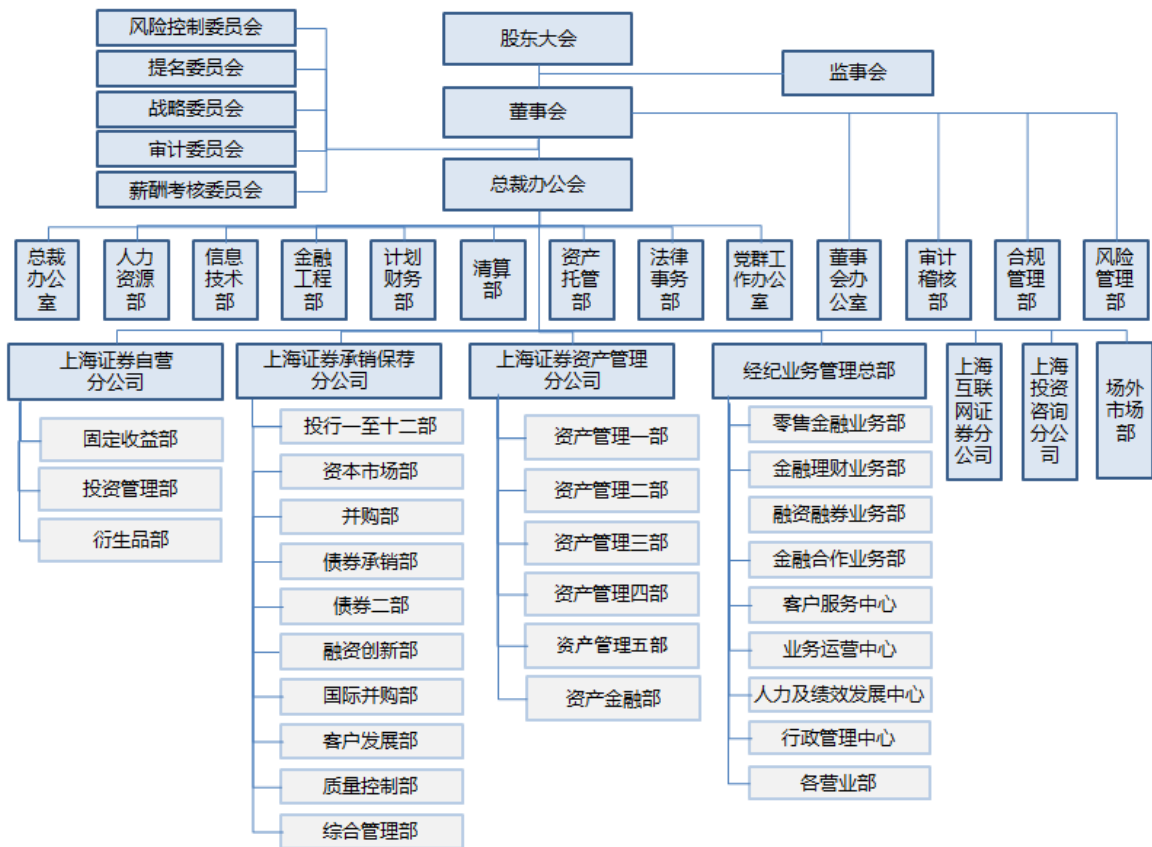 风险控制委员会
提名委员会
战略委员会
审计委员会
薪酬考核委员会
股东大会
监事会
董事会
总裁办公会
总裁
办公
室
人力
资源
部
信息
技术
部
金融
工程
部
计划
财务
部
清算
部
资产
托管
部
法律
事务
部
党群工
作办公
室
董事
会办
公室
审计
稽核
部
合规
管理
部
风险
管理
部
上海证券自营
分公司
固定收益部
投资管理部
衍生品部
上海证券承销保荐
分公司
投行一至十二部
资本市场部
并购部
债券承销部
债券二部
融资创新部
国际并购部
客户发展部
质量控制部
综合管理部
上海证券资产管理
分公司
资产管理一部
资产管理二部
资产管理三部
资产管理四部
资产管理五部
资产金融部
经纪业务管理总部
零售金融业务部
金融理财业务部
融资融券业务部
金融合作业务部
客户服务中心
业务运营中心
人力及绩效发展中心
行政管理中心
各营业部
上海
互联
网证
券分
公司
上海
投资
咨询
分公
司
场外
市场
部